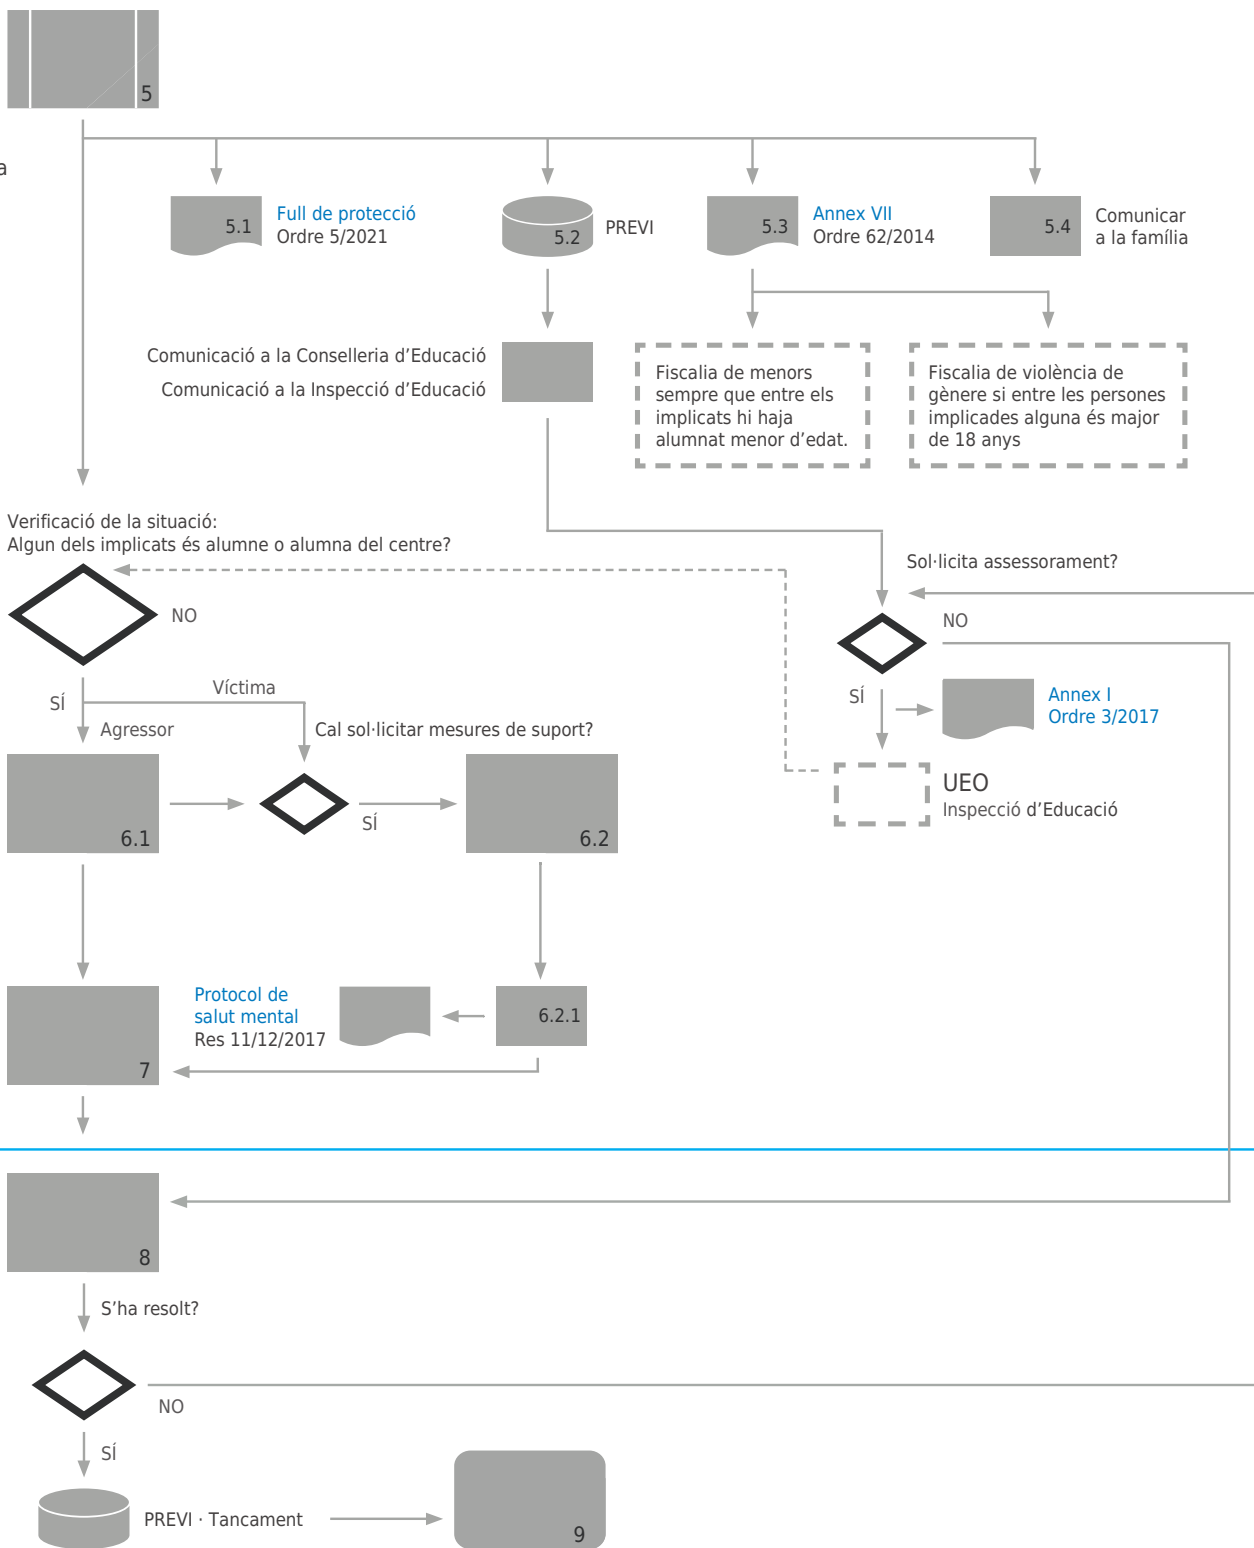 5
a
5.1
Full de protecció
Ordre 5/2021
5.2
PREVI
5.3
Annex VII
Ordre 62/2014
5.4
Comunicar
a la família
Comunicació a la Conselleria d’Educació
Comunicació a la Inspecció d’Educació
Fiscalia de menors
sempre que entre els
implicats hi haja
alumnat menor d’edat.
Fiscalia de violència de
gènere si entre les persones
implicades alguna és major
de 18 anys
Verificació de la situació:
Algun dels implicats és alumne o alumna del centre?
NO
Sol·licita assessorament?
NO
SÍ
Víctima
Agressor
Cal sol·licitar mesures de suport?
SÍ
Annex I
Ordre 3/2017
UEO
Inspecció d’Educació
6.1
SÍ
6.2
Protocol de
salut mental
Res 11/12/2017
6.2.1
7
8
S’ha resolt?
NO
SÍ
PREVI · Tancament
9